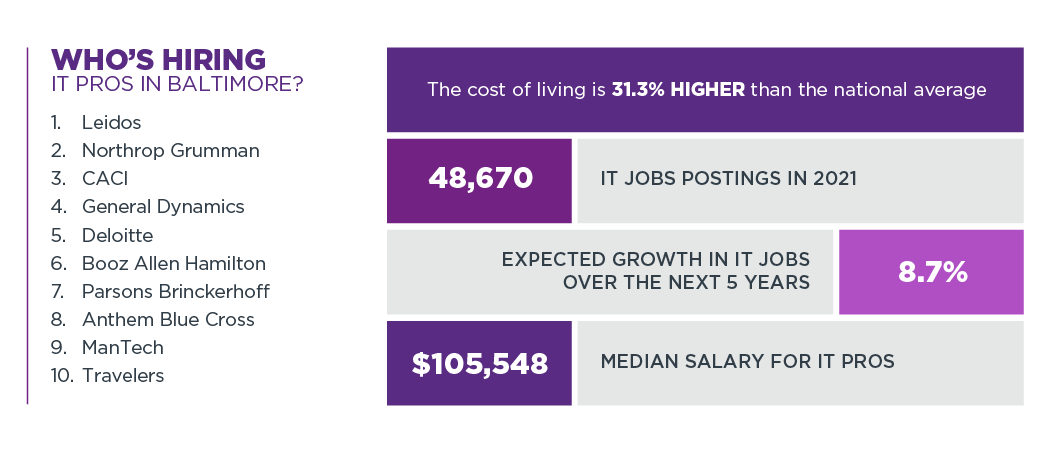 WHO'S HIRING
IT PROS IN BALTIMORE?
1. Leidos
2. Northrop Grumman
3. CACI
4. General Dynamics
5. Deloitte
6. Booz Allen Hamilton
7. Parsons Brinckerhoff
8. Anthem Blue Cross
9. ManTech
10. Travelers
The cost of living is 31.3% HIGHER than the national average
48,670
IT JOBS POSTINGS IN 2021
EXPECTED GROWTH IN IT JOBS
OVER THE NEXT 5 YEARS
8.7%
$105,548
MEDIAN SALARY FOR IT PROS